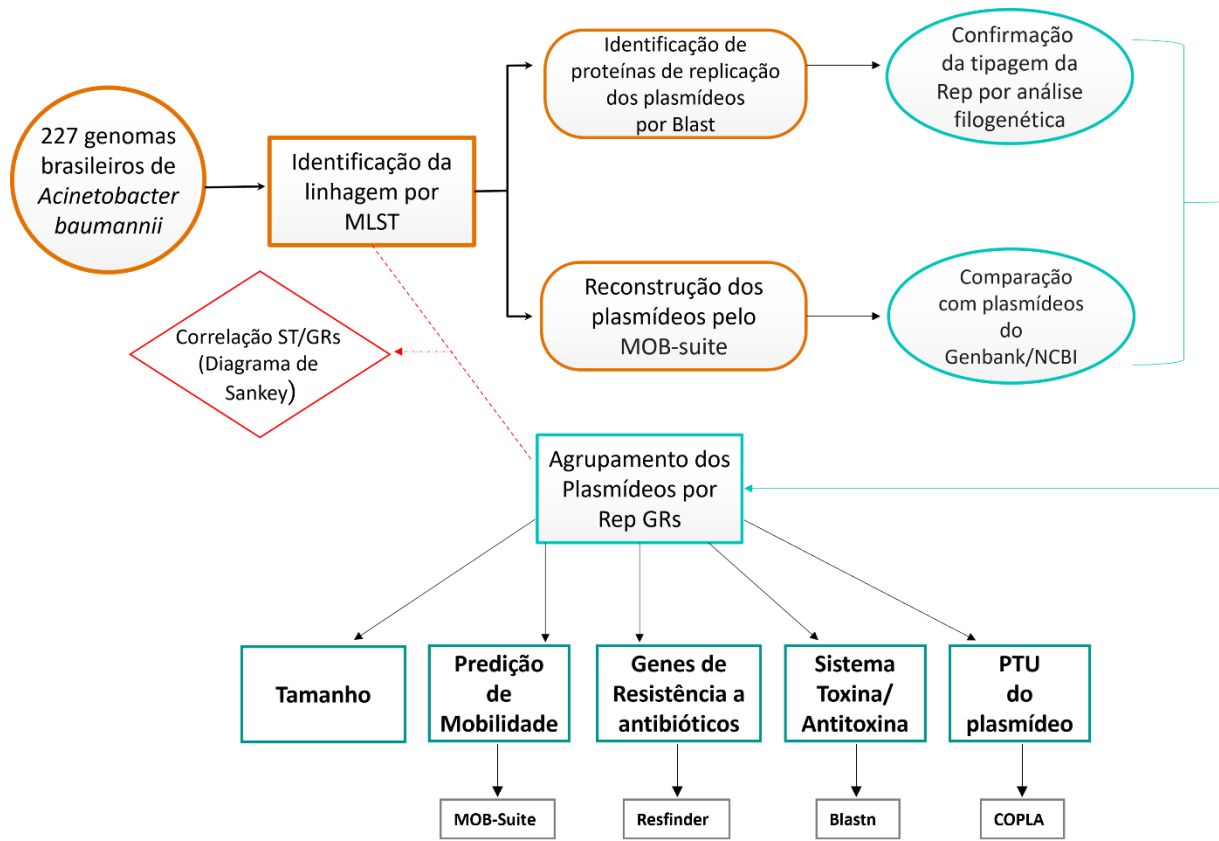 227 genomas
brasileiros de
Acinetobacter
baumannii
Identificação da
linhagem por
MLST
Identificação de
proteínas de replicação
dos plasmídeos
por Blast
Confirmação
da tipagem da
Rep por análise
filogenética
Reconstrução dos
plasmídeos pelo
MOB-suite
Comparação
com plasmídeos
do
Genbank/NCBI
Correlação ST/GRs
(Diagrama de
Sankey)
Agrupamento dos
Plasmídeos por
Rep GRs
Tamanho
Predição
de
Mobilidade
Genes de
Resistência a
antibióticos
Sistema
Toxina/
Antitoxina
PTU
do
plasmídeo
MOB-Suite
Resfinder
Blastn
COPLA